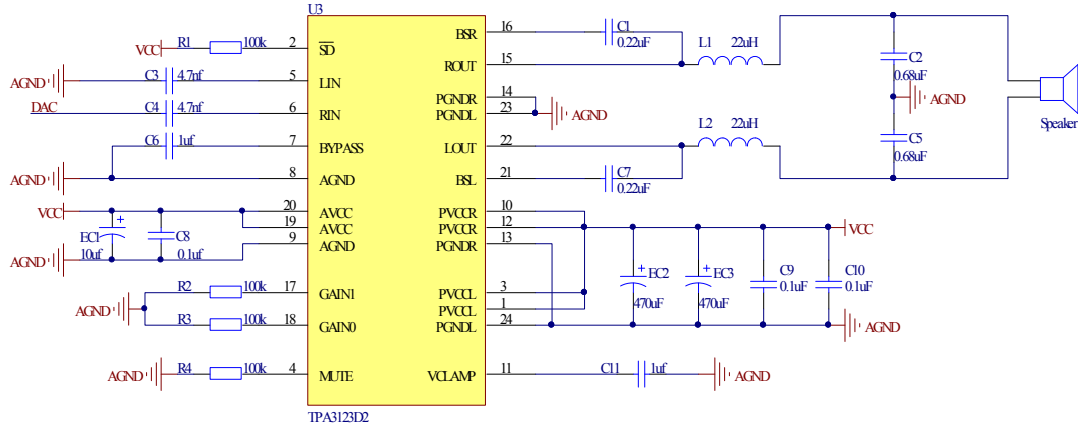 U3
16 BSR C1 0.22uF
VCC R1 100k 2 SD
15 ROUT L1 22uH
C2 0.68uF
AGND C3 4.7nf 5 LIN
14 PGNDR
DAC C4 4.7nf 6 RIN
23 PGNDL AGND
AGND
Speaker
C6 1uf 7 BYPASS
22 LOUT L2 22uH
C5 0.68uF
AGND 8 AGND
21 BSL C7 0.22uF
VCC 20 AVCC
10 PVCCR
19 AVCC
12 PVCCR VCC
EC1 10uf + C8 0.1uf
AGND 9 AGND
13 PGNDR
+ EC2 470uF
+ EC3 470uF
C9 0.1uF
C10 0.1uF
R2 100k 17 GAIN1
3 PVCCL
AGND
1 PVCCL
R3 100k 18 GAIN0
24 PGNDL AGND
AGND R4 100k 4 MUTE
11 VCLAMP C11 1uf AGND
TPA3123D2